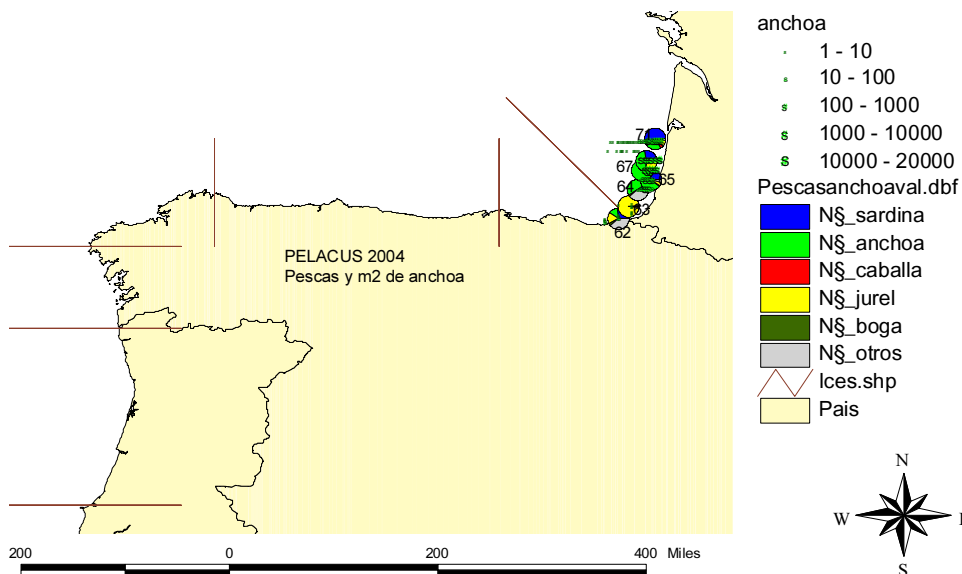 anchoa
1 - 10
s 10 - 100
s 100 - 1000
s 1000 - 10000
s 10000 - 20000
Pescasanchoaval.dbf
N§_sardina
N§_anchoa
N§_caballa
N§_jurel
N§_boga
N§_otros
Ices.shp
Pais
67
65
64
63
62
PELACUS 2004
Pescas y m2 de anchoa
N
W
S
200 0 200 400 Miles